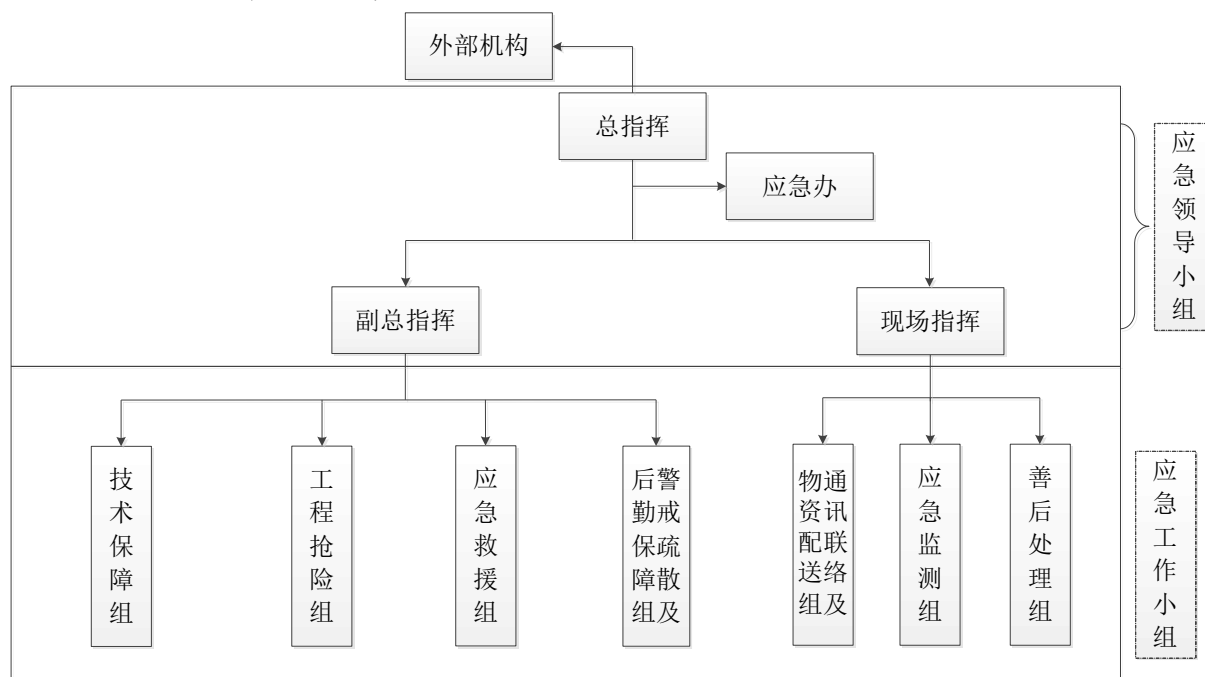 外部机构
总指挥
应急办
应急领导小组
副总指挥
现场指挥
技术保障组
工程抢险组
应急救援组
警戒疏散及
后勤保障组
通讯联络及
物资配送组
应急监测组
善后处理组
应急工作小组